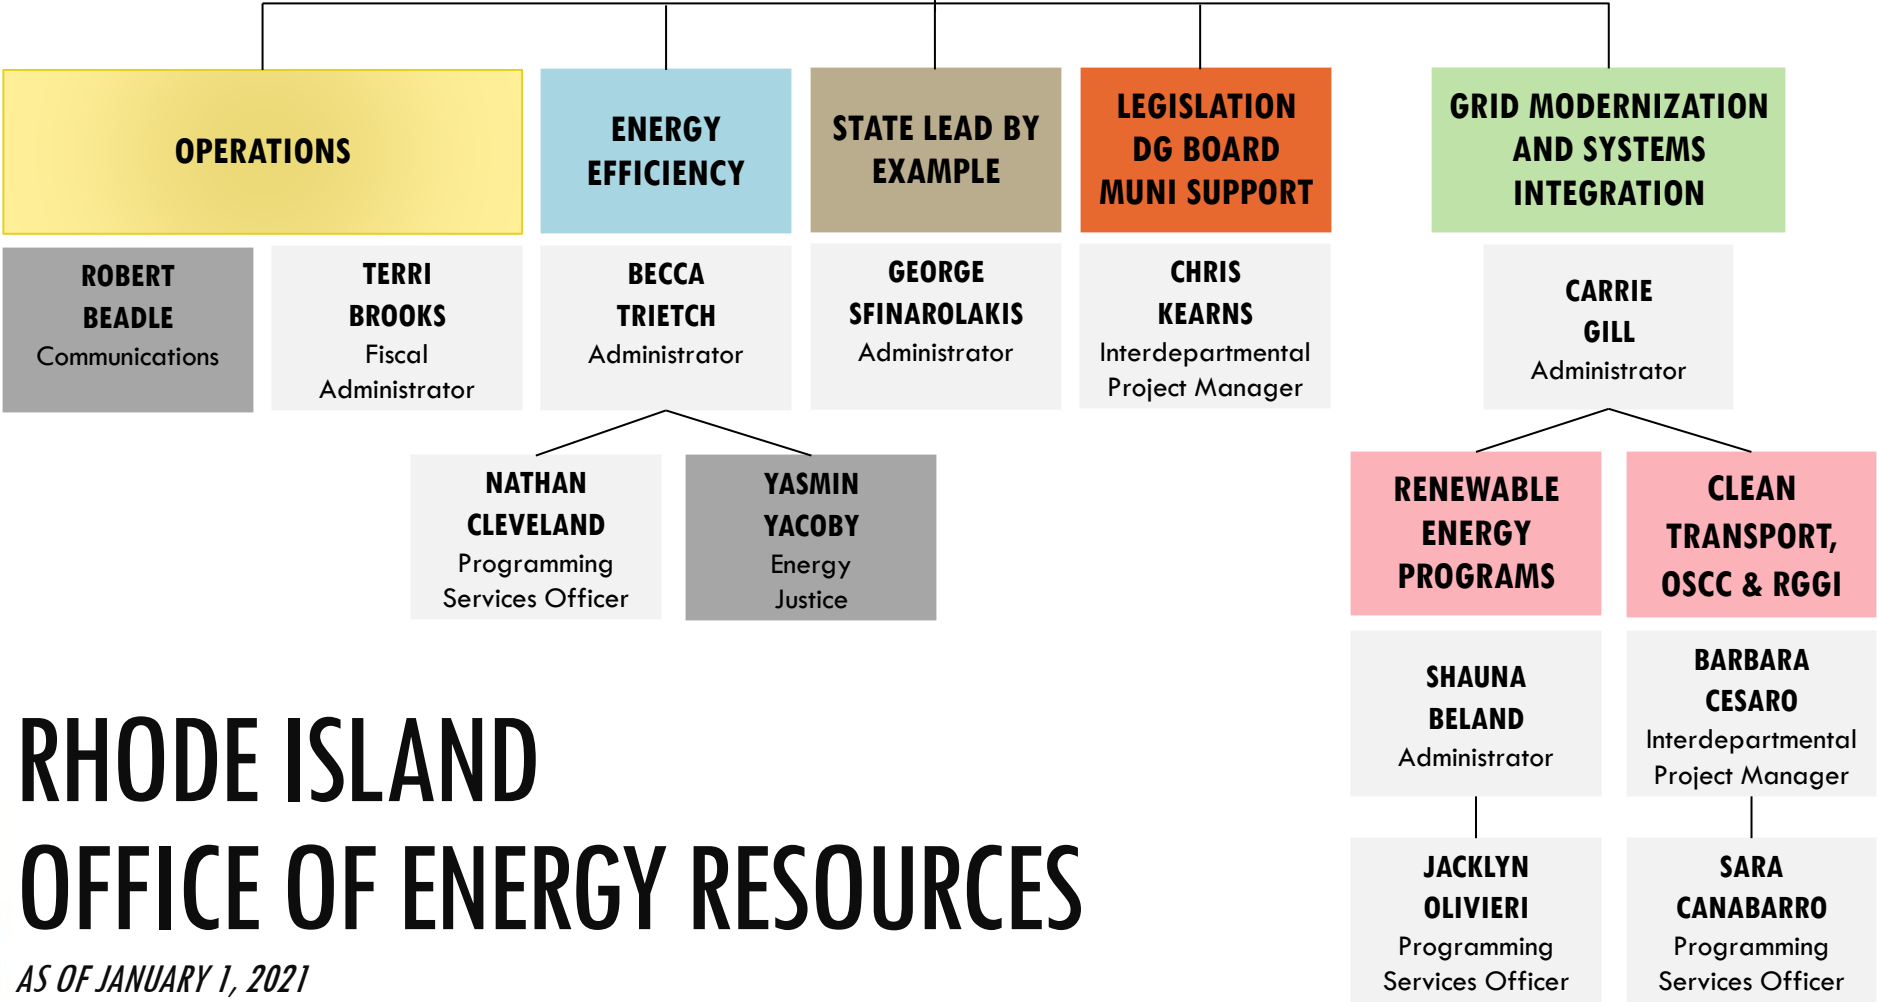 OPERATIONS
ENERGY
EFFICIENCY
STATE LEAD BY
EXAMPLE
LEGISLATION
DG BOARD
MUNI SUPPORT
GRID MODERNIZATION
AND SYSTEMS
INTEGRATION
ROBERT
BEADLE
Communications
TERRI
BROOKS
Fiscal
Administrator
BECCA
TRIETCH
Administrator
GEORGE
SFINAROLAKIS
Administrator
CHRIS
KEARNS
Interdepartmental
Project Manager
CARRIE
GILL
Administrator
NATHAN
CLEVELAND
Programming
Services Officer
YASMIN
YACOBY
Energy
Justice
RENEWABLE
ENERGY
PROGRAMS
CLEAN
TRANSPORT,
OSCC & RGGI
SHAUNA
BELAND
Administrator
BARBARA
CESARO
Interdepartmental
Project Manager
JACKLYN
OLIVIERI
Programming
Services Officer
SARA
CANABARRO
Programming
Services Officer
RHODE ISLAND
OFFICE OF ENERGY RESOURCES
AS OF JANUARY 1, 2021